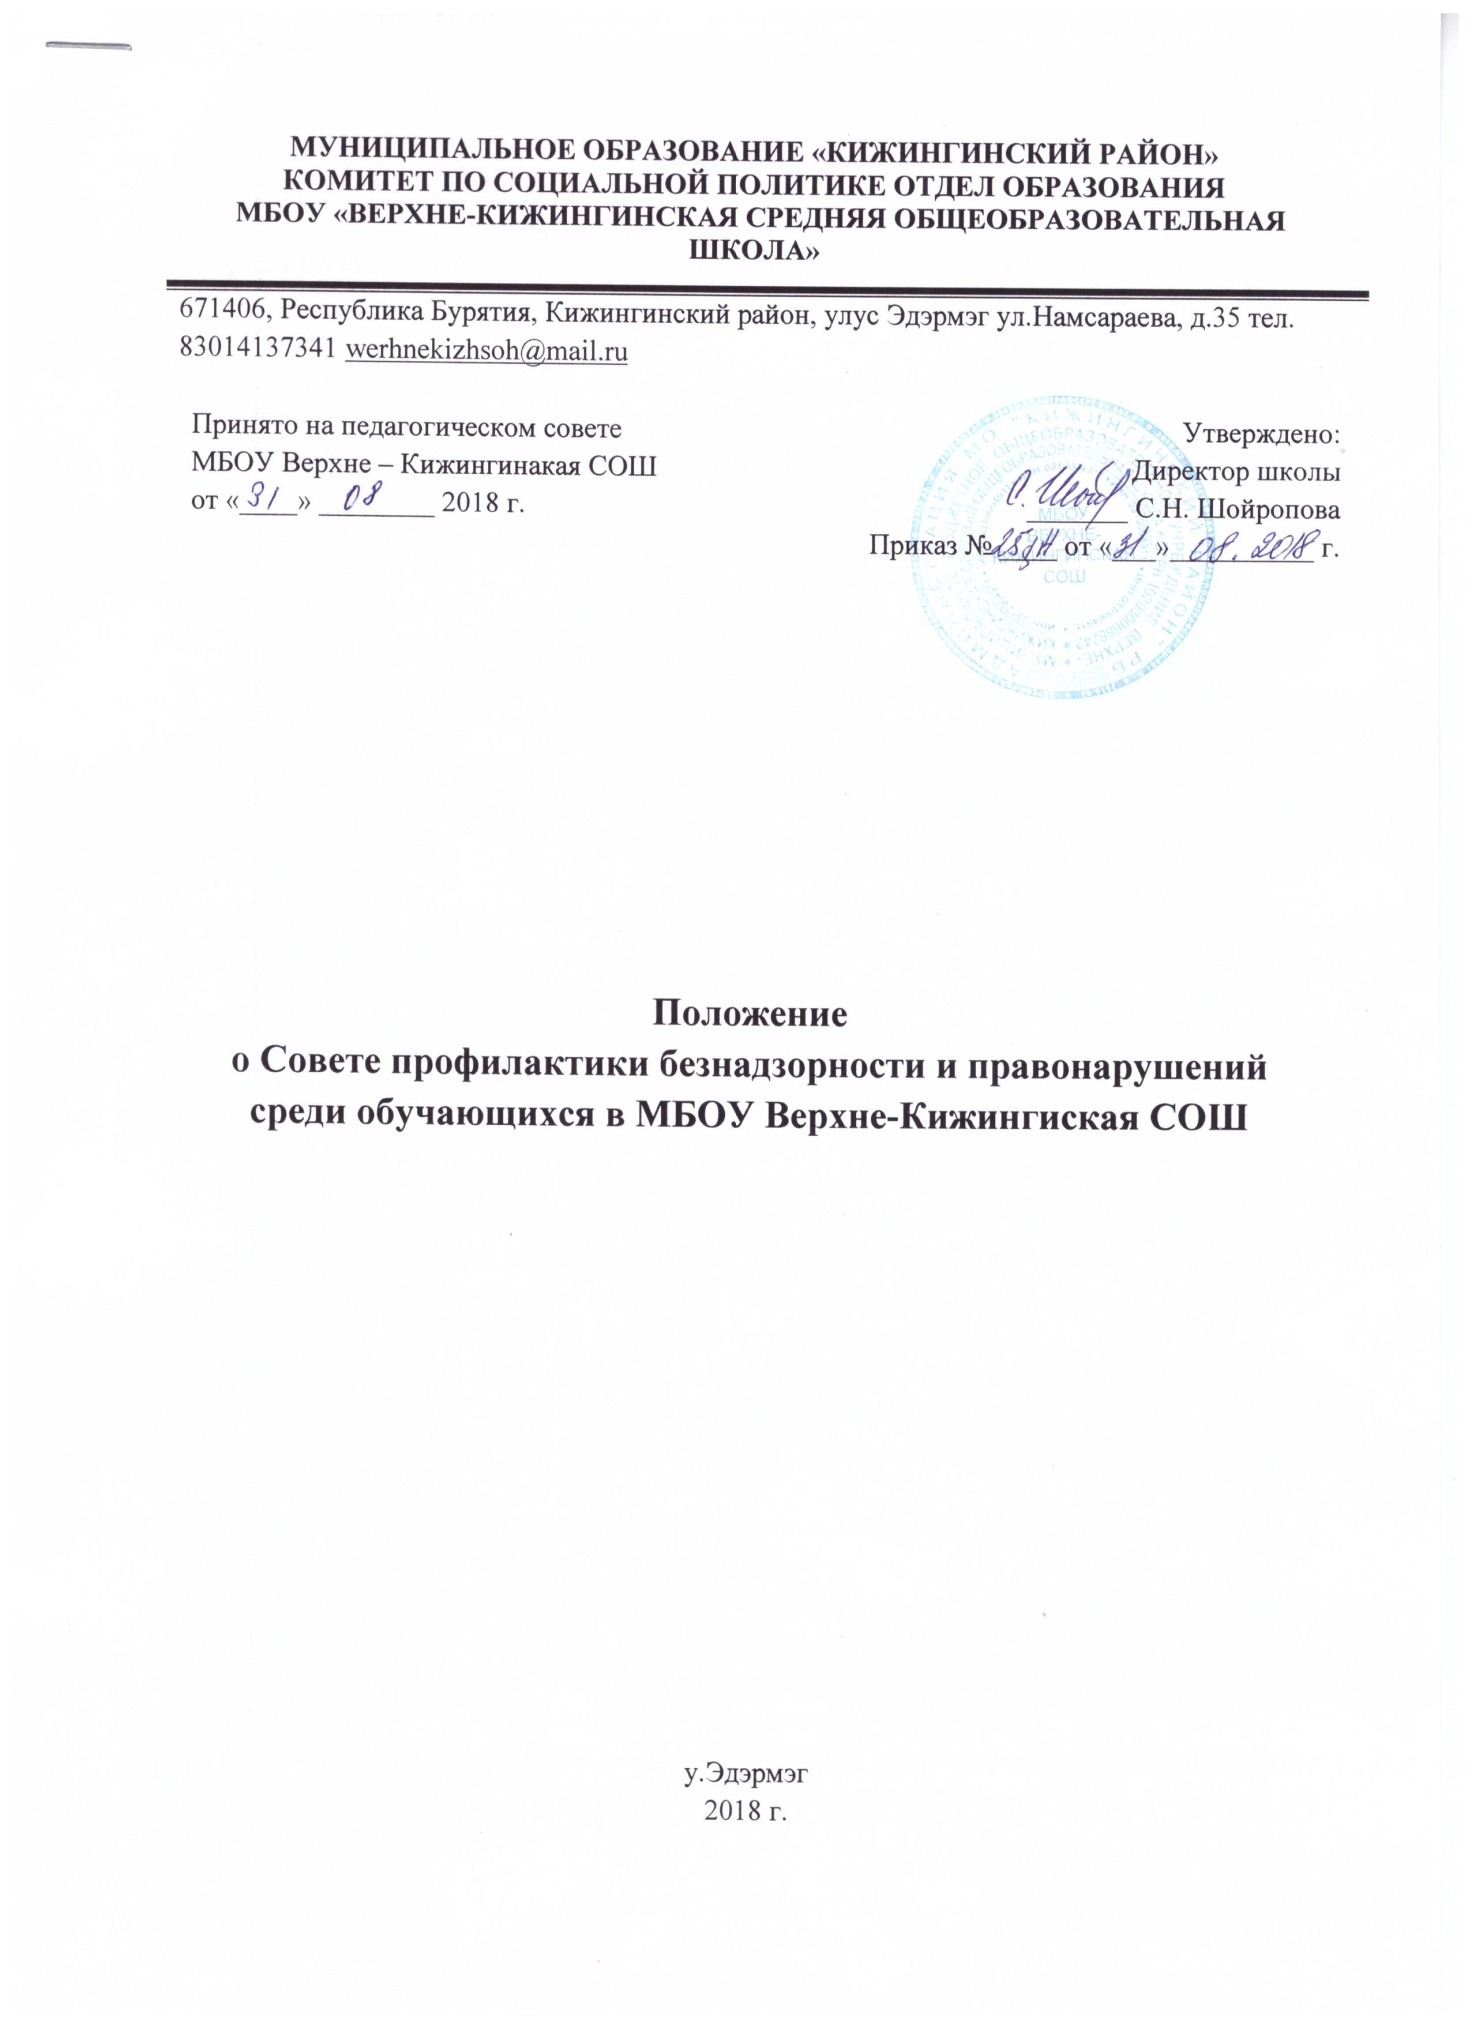 МУНИЦИПАЛЬНОЕ ОБРАЗОВАНИЕ «КИЖИНГИНСКИЙ РАЙОН»
КОМИТЕТ ПО СОЦИАЛЬНОЙ ПОЛИТИКЕ ОТДЕЛ ОБРАЗОВАНИЯ
МБОУ «ВЕРХНЕ-КИЖИНГИНСКАЯ СРЕДНЯЯ ОБЩЕОБРАЗОВАТЕЛЬНАЯ
ШКОЛА»
671406, Республика Бурятия, Кижингинский район, улус Эдэрмэг ул.Намсараева, д.35 тел.
83014137341 werhnekizhsoh@mail.ru
Принято на педагогическом совете
МБОУ Верхне – Кижингинакая СОШ
от «31» 08 2018 г.
Утверждено:
Директор школы
С.Н. Шойропова
Приказ № от «31» 08. 2018 г.
МБОУ
ВЕРХНЕ-
СОШ
Положение
о Совете профилактики безнадзорности и правонарушений
среди обучающихся в МБОУ Верхне-Кижингиская СОШ
у.Эдэрмэг
2018 г.